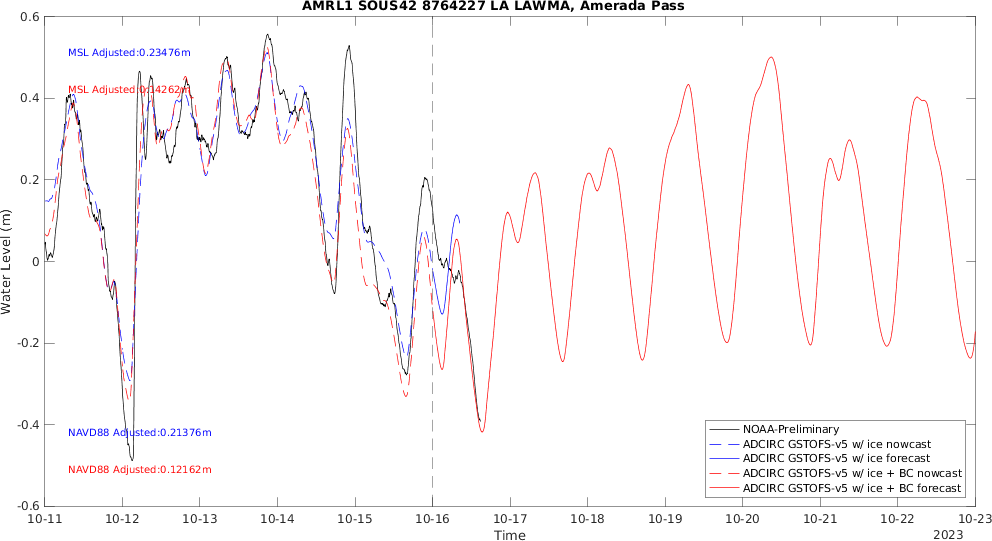 AMRL1 SOUS42 8764227 LA LAWMA, Amerada Pass
0.6
0.4
0.2
0
-0.2
-0.4
-0.6
Water Level (m)
MSL Adjusted:0.23476m
MSL Adjusted:0.14262m
NAVD88 Adjusted:0.21376m
NAVD88 Adjusted:0.12162m
NOAA-Preliminary
ADCIRC GSTOFS-v5 w/ ice nowcast
ADCIRC GSTOFS-v5 w/ ice forecast
ADCIRC GSTOFS-v5 w/ ice + BC nowcast
ADCIRC GSTOFS-v5 w/ ice + BC forecast
10-11 10-12 10-13 10-14 10-15 10-16 10-17 10-18 10-19 10-20 10-21 10-22 10-23
Time
2023